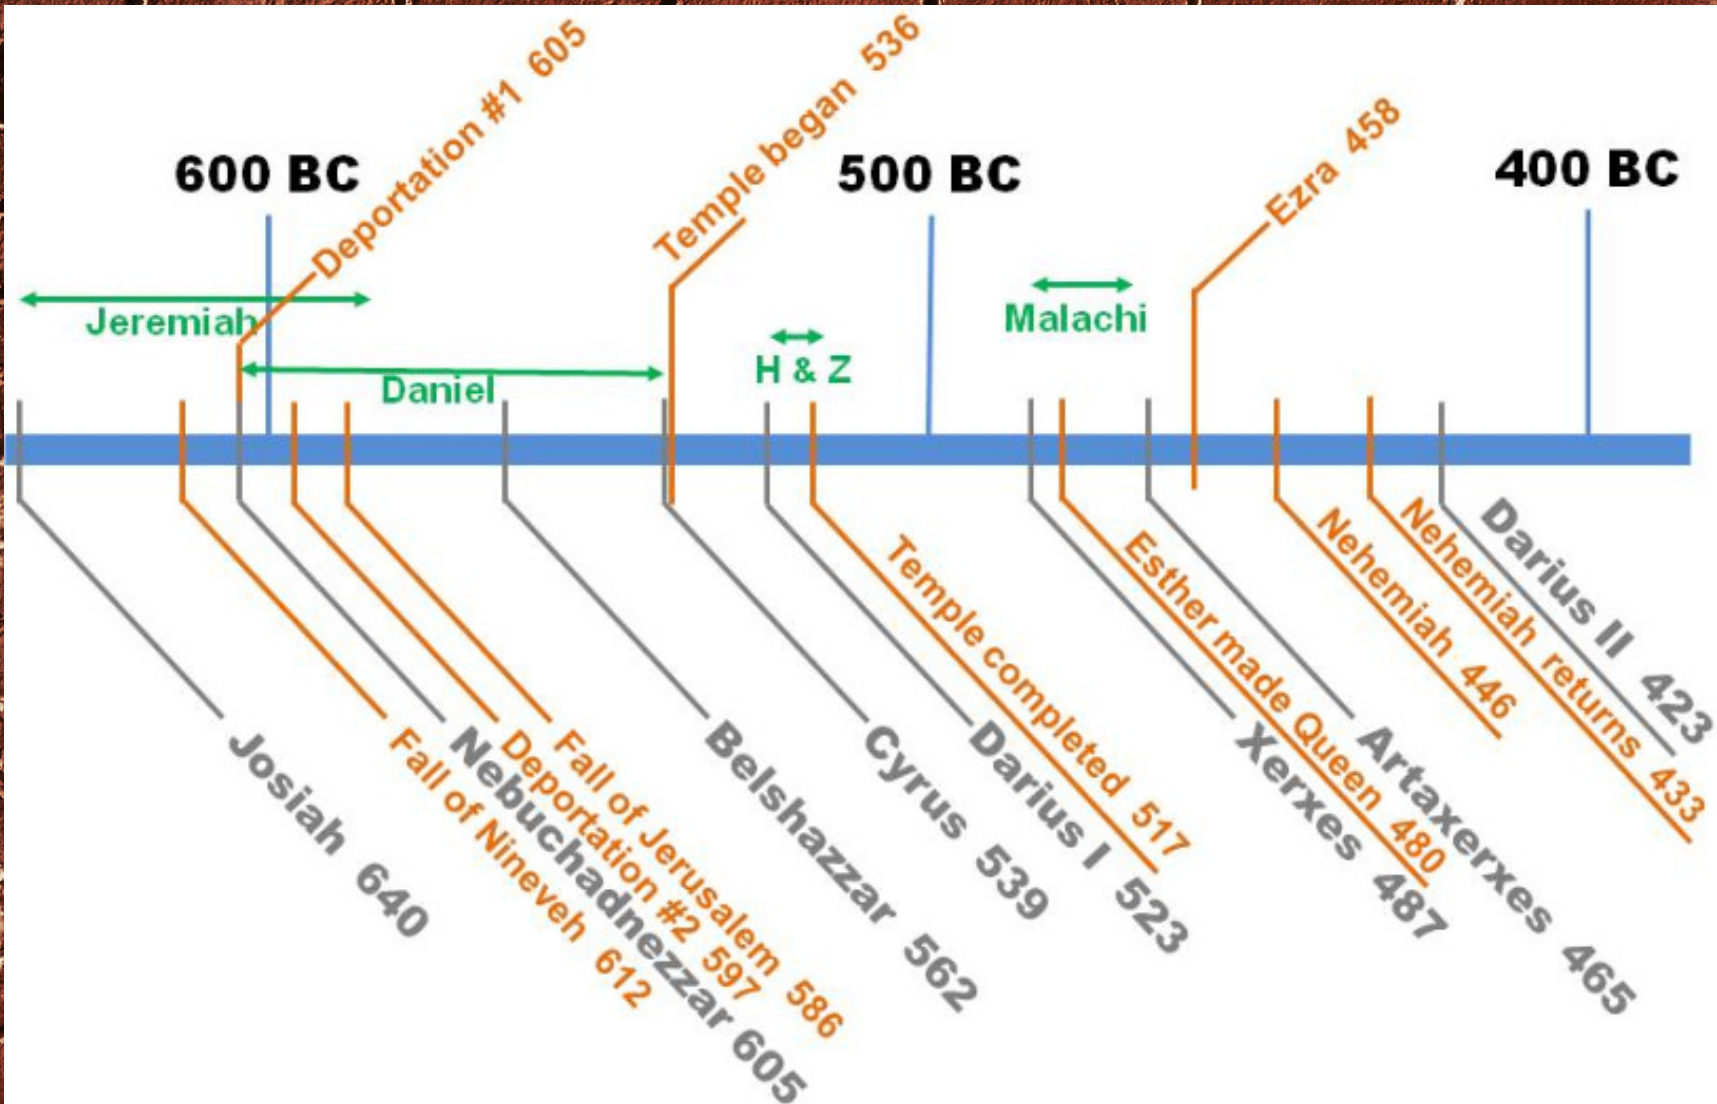 Deportation #1 605
Temple began 536
Ezra 458
600 BC
500 BC
400 BC
Jeremiah
Daniel
H & Z
Malachi
Josiah 640
Fall of Nineveh 612
Nebuchadnezzar 605
Deportation #2 597
Fall of Jerusalem 586
Belshazzar 562
Cyrus 539
Darius I 523
Temple completed 517
Xerxes 487
Esther made Queen 480
Artaxerxes 465
Nehemiah 446
Nehemiah returns 433
Darius II 423